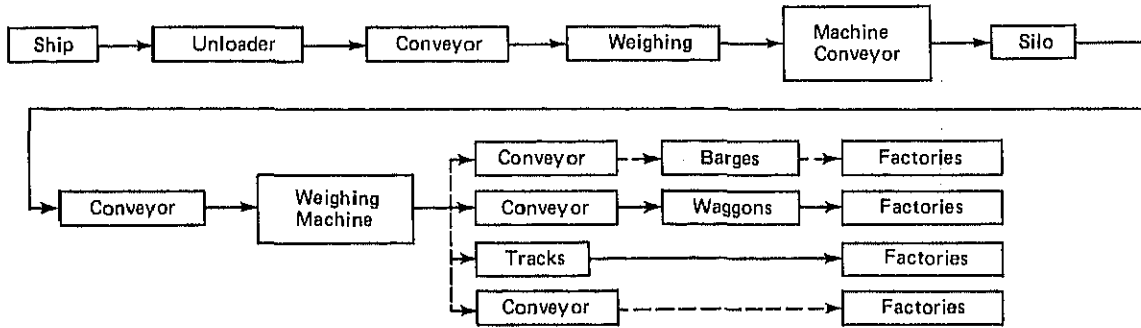 Ship Unloader Conveyor Weighing Machine Conveyor Silo
Conveyor Weighing Machine
Conveyor Barges Factories
Conveyor Waggons Factories
Tracks Factories
Conveyor Factories